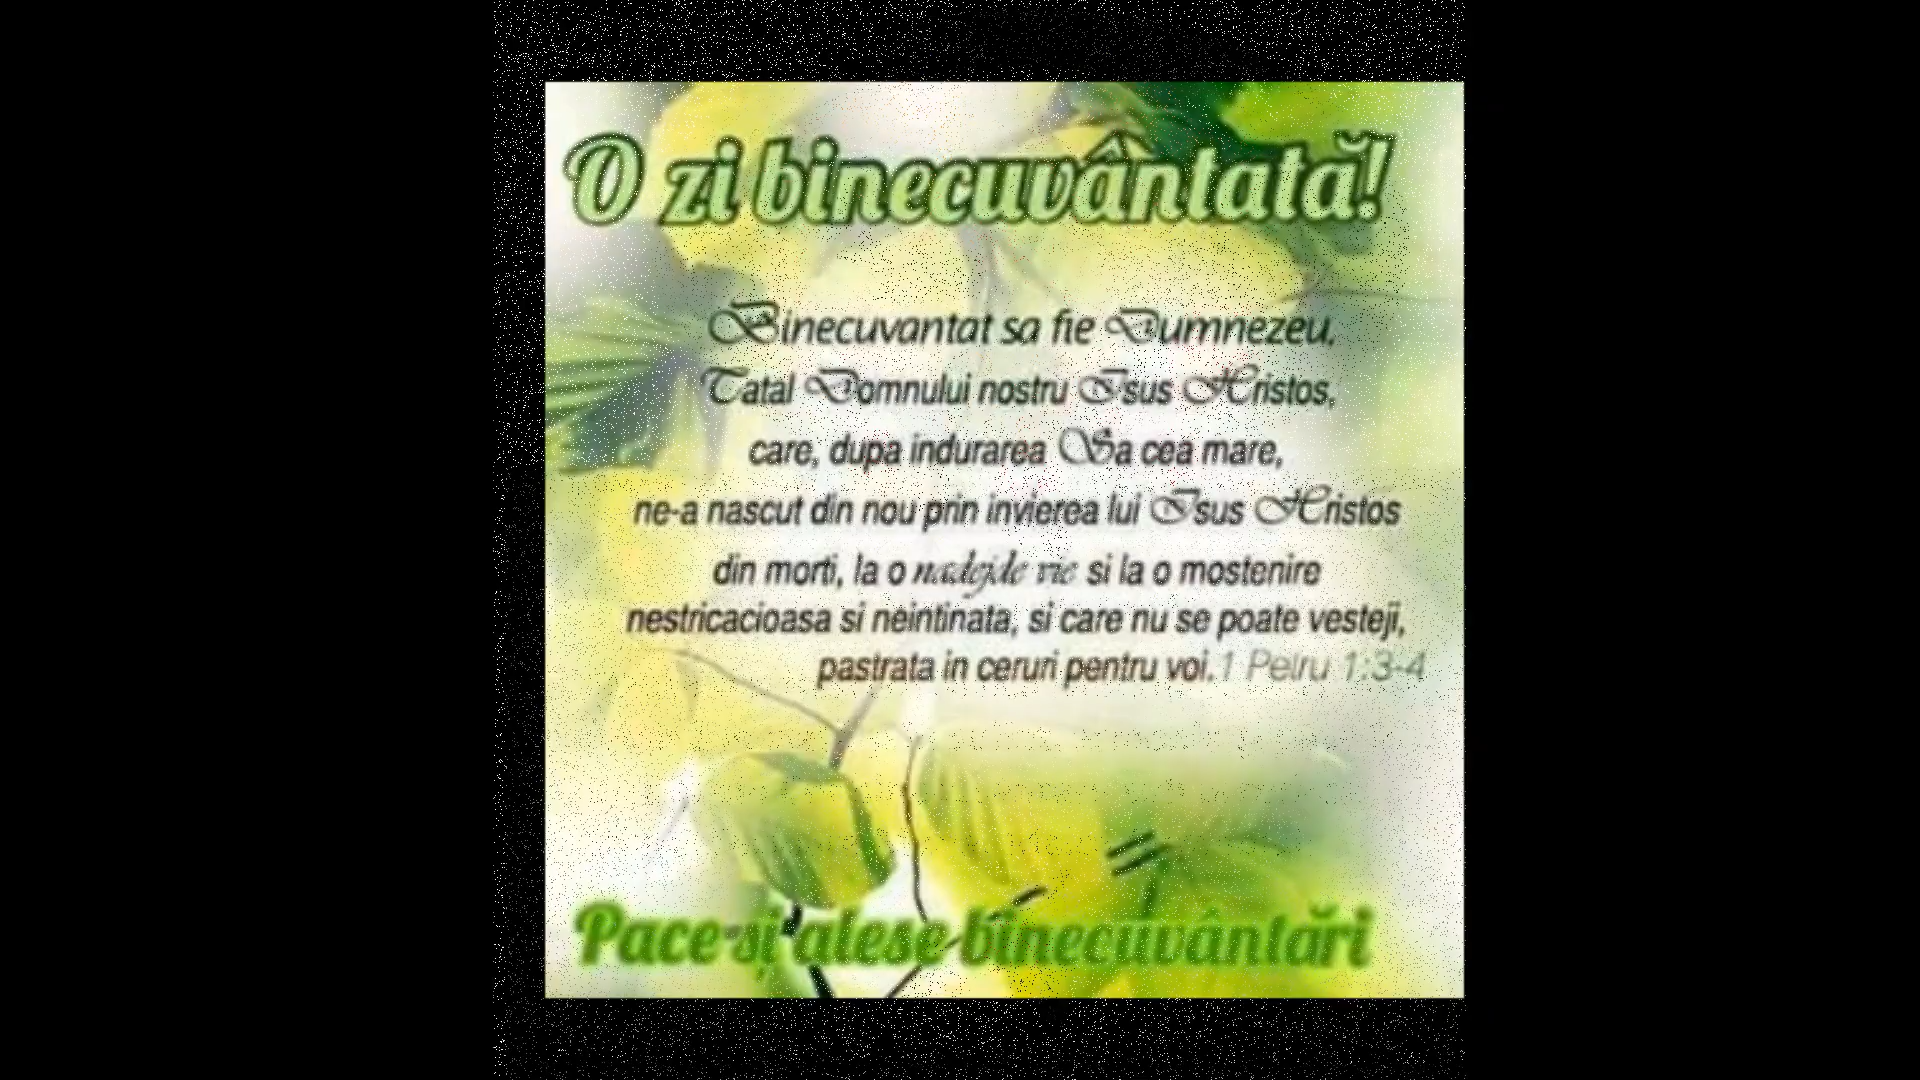 O zi binecuvântată!
Binecuvantat sa fie Dumnezeu,
Tatal Domnului nostru Isus Hristos,
care, dupa indurarea Sa cea mare,
ne-a nascut din nou prin invierea lui Isus Hristos
din morti, la o nadejde vie si la o mostenire
nestricacioasa si neintinata, si care nu se poate vesteji,
pastrata in ceruri pentru voi. 1 Petru 1:3-4
Pace și alese binecuvântări